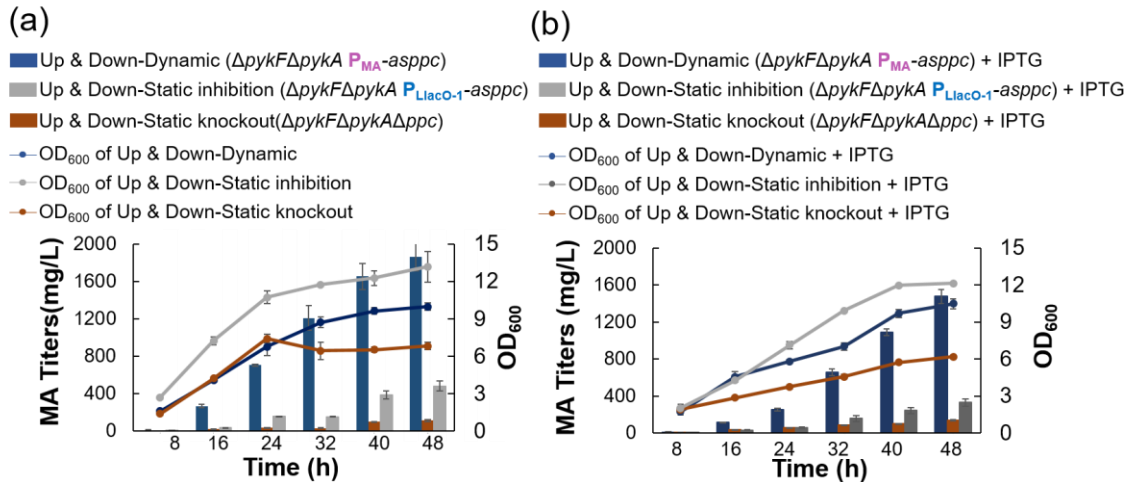 (a)
Up & Down-Dynamic (ΔpykFΔpykA PMA-asppc)
Up & Down-Static inhibition (ΔpykFΔpykA PLlacO-1-asppc)
Up & Down-Static knockout(ΔpykFΔpykAΔppc)
OD600 of Up & Down-Dynamic
OD600 of Up & Down-Static inhibition
OD600 of Up & Down-Static knockout
MA Titers(mg/L)
2000
1600
1200
800
400
0
15
12
9
6
3
0
OD600
8 16 24 32 40 48
Time (h)
(b)
Up & Down-Dynamic (ΔpykFΔpykA PMA-asppc) + IPTG
Up & Down-Static inhibition (ΔpykFΔpykA PLlacO-1-asppc) + IPTG
Up & Down-Static knockout (ΔpykFΔpykAΔppc) + IPTG
OD600 of Up & Down-Dynamic + IPTG
OD600 of Up & Down-Static inhibition + IPTG
OD600 of Up & Down-Static knockout + IPTG
MA Titers (mg/L)
2000
1600
1200
800
400
0
15
12
9
6
3
0
OD600
8 16 24 32 40 48
Time (h)